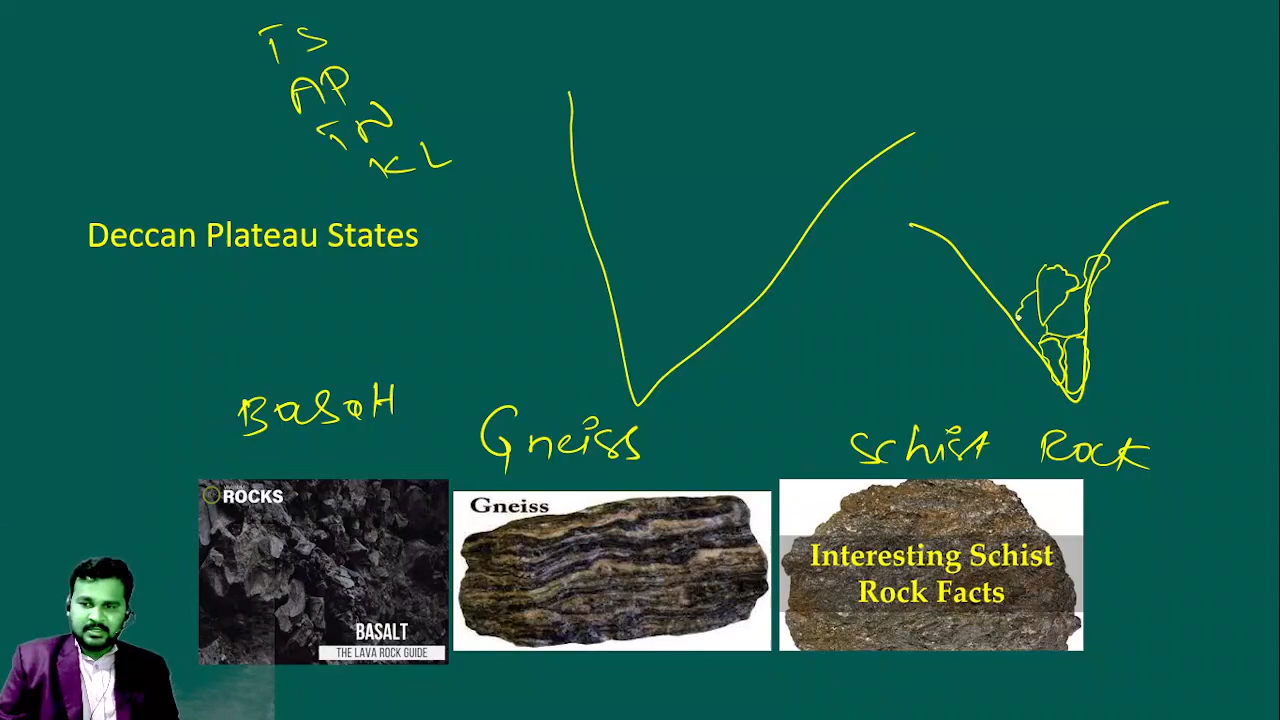 TS
AP
TN
KL
Deccan Plateau States
Basalt
Gneiss
Schist Rock
ROCKS
BASALT
THE LAVA ROCK GUIDE
Gneiss
Interesting Schist
Rock Facts